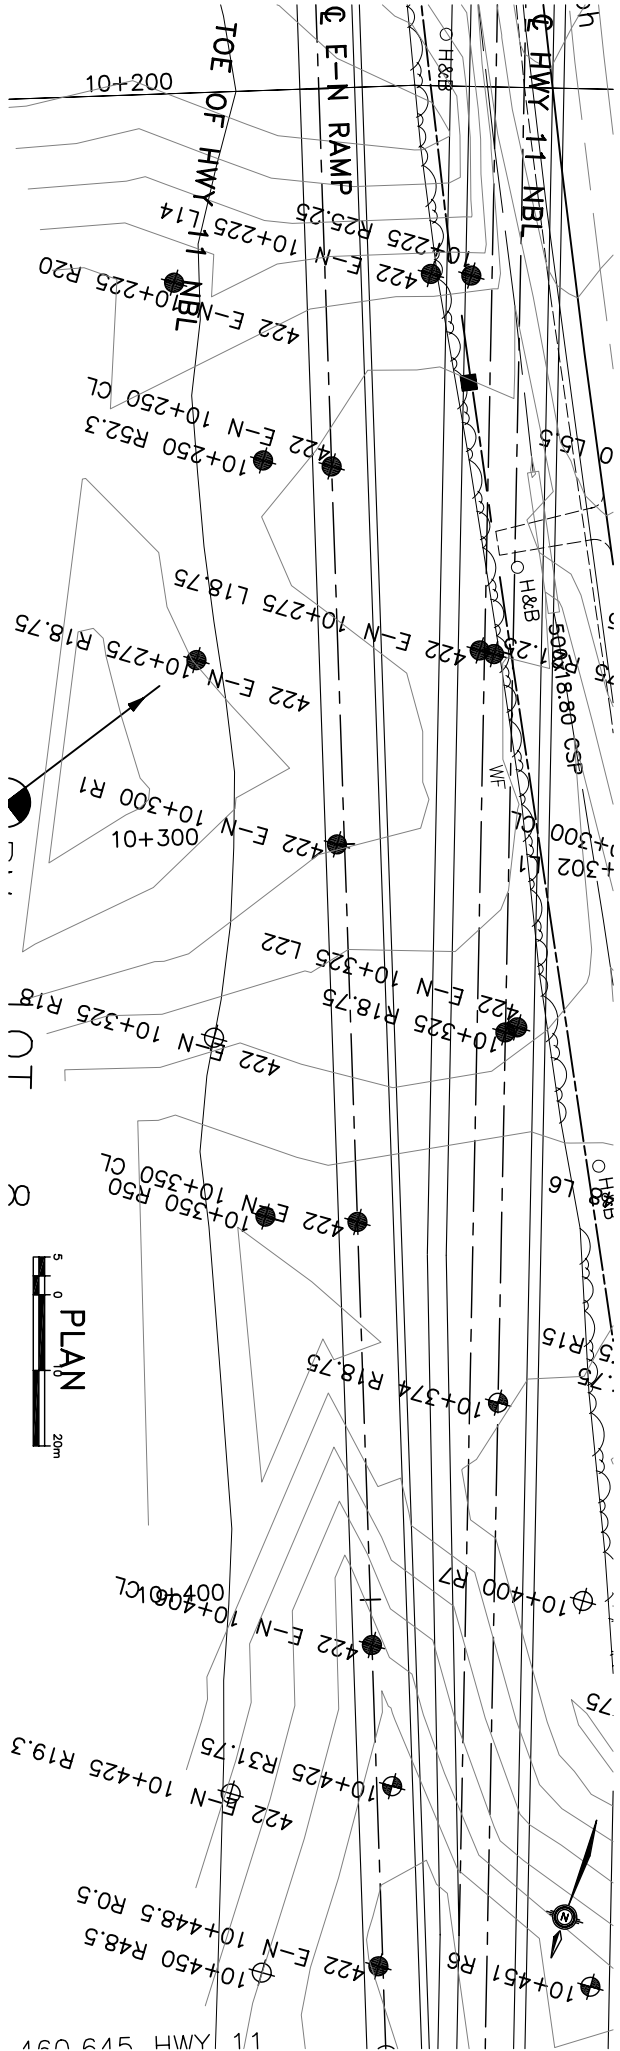 10+200
TOE OF HWY 11 NBL
℄ E-N RAMP
℄ HWY 11 NBL
H&B
422 E-N 10+225 L14
10+225 R25.25
422 E-N 10+225 R20
422 E-N 10+250 CL
10+250 R52.3
L5.5
H&B
422 E-N 10+275 L18.75
422 E-N 10+275 R18.75
500x18.80 CSP
WF
422 E-N 10+300 R1
10+300
422 E-N 10+325 L22
10+325 R18.75
422 E-N 10+325 R18
422 E-N 10+350 CL
10+350 R50
L6
H&B
PLAN
5 0 10 20m
R15
10+374 R18.75
10+400
10+400 R7
422 E-N 10+406 CL
10+425 R31.75
422 E-N 10+425 R19.3
N
422 E-N 10+448.5 R0.5
10+450 R48.5
10+451 R6
460 645 HWY 11